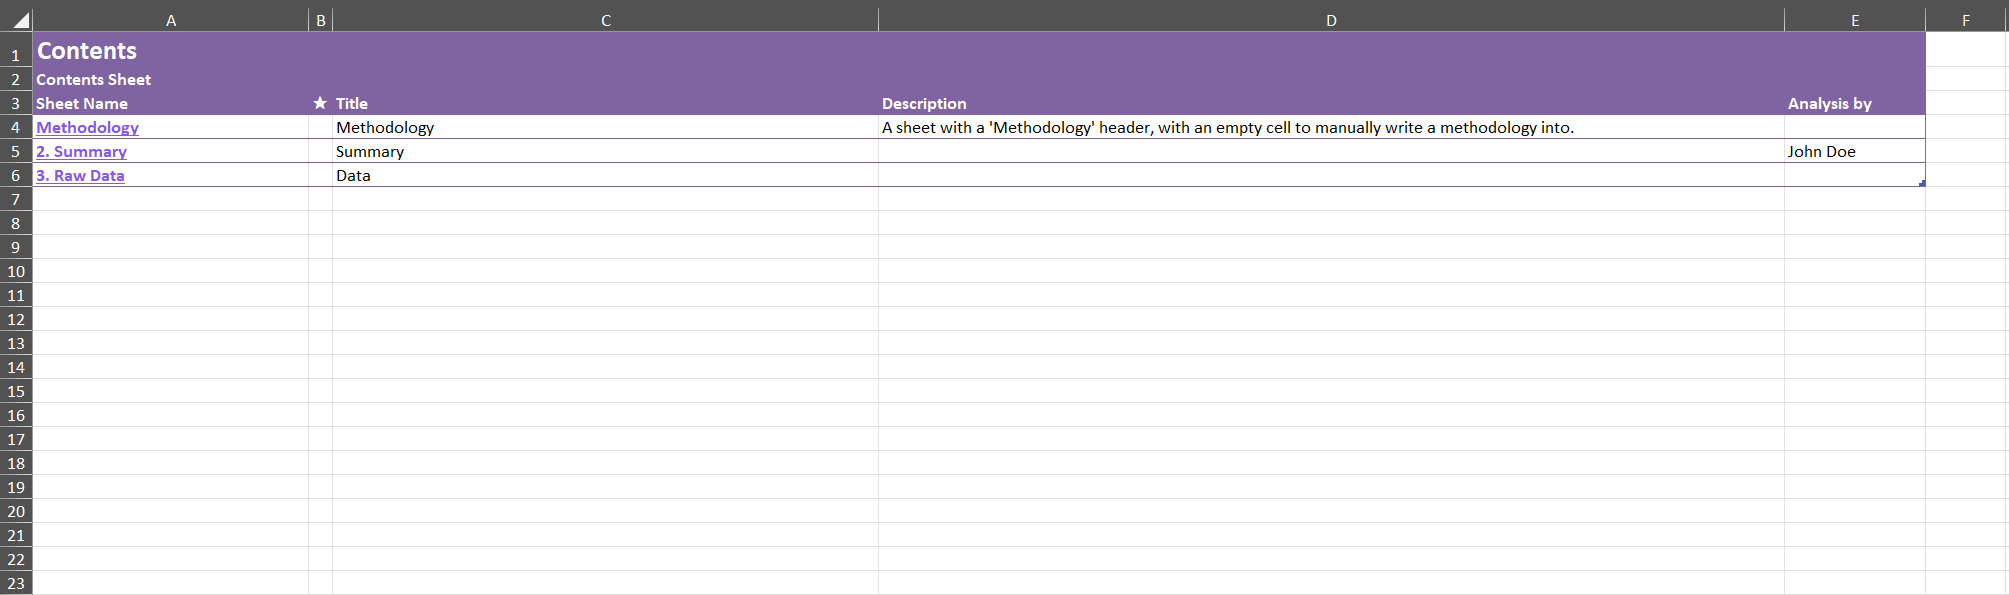 A B C D E F
1 Contents
2 Contents Sheet
3 Sheet Name ★ Title Description Analysis by
4 Methodology Methodology A sheet with a 'Methodology' header, with an empty cell to manually write a methodology into.
5 2. Summary Summary John Doe
6 3. Raw Data Data
7
8
9
10
11
12
13
14
15
16
17
18
19
20
21
22
23